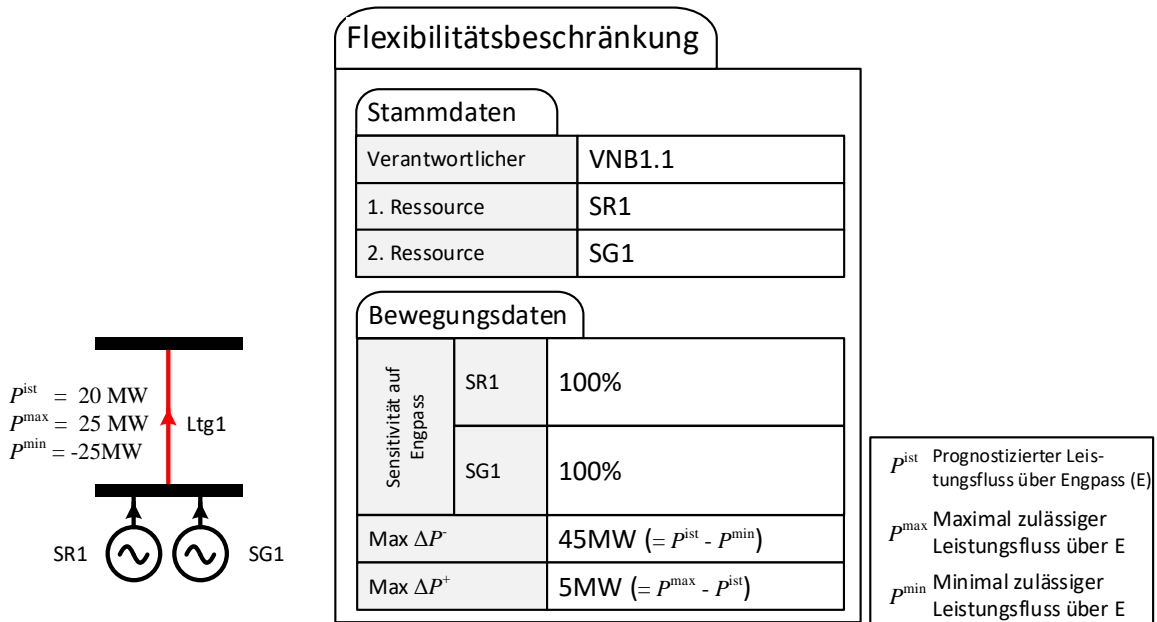 Flexibilitätsbeschränkung
Stammdaten
Verantwortlicher VNB1.1
1. Ressource SR1
2. Ressource SG1
Bewegungsdaten
Sensitivität auf
Engpass
SR1 100%
SG1 100%
Max ΔP⁻ 45MW (= Pⁱˢᵗ - Pᵐⁱⁿ)
Max ΔP⁺ 5MW (= Pᵐᵃˣ - Pⁱˢᵗ)
Pⁱˢᵗ = 20 MW
Pᵐᵃˣ = 25 MW
Pᵐⁱⁿ = -25MW
Ltg1
SR1
SG1
Pⁱˢᵗ Prognostizierter Leis-
tungsfluss über Engpass (E)
Pᵐᵃˣ Maximal zulässiger
Leistungsfluss über E
Pᵐⁱⁿ Minimal zulässiger
Leistungsfluss über E